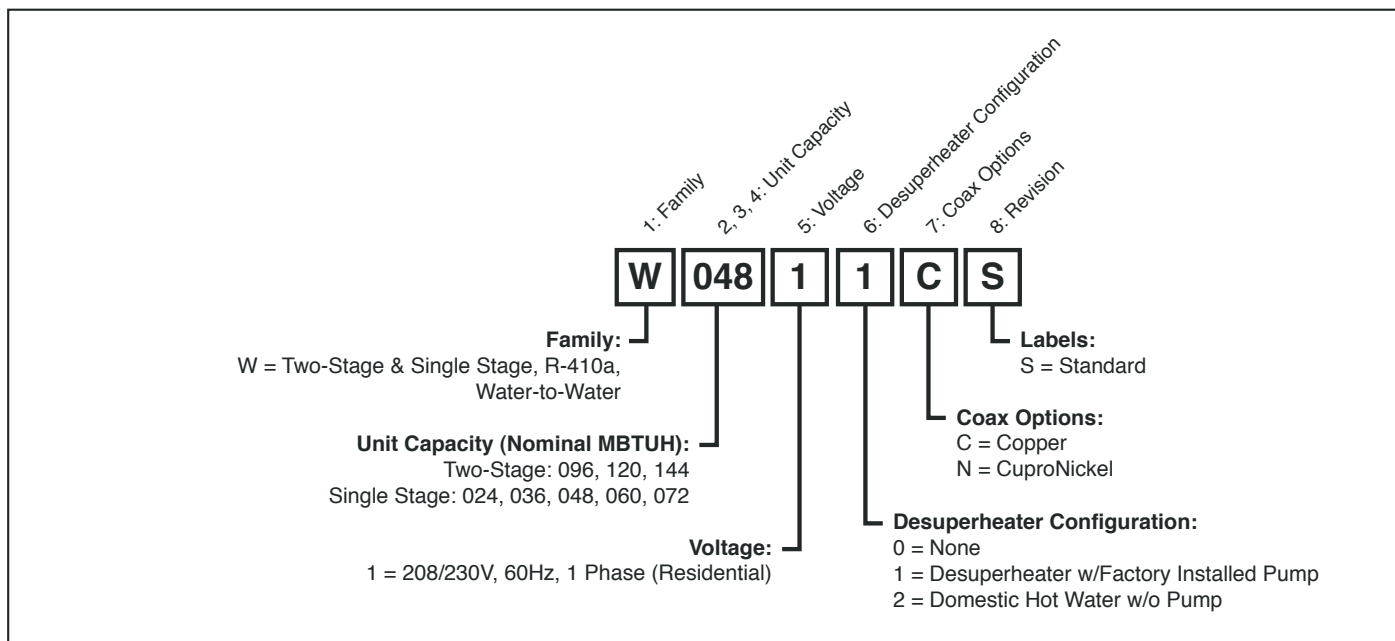 1: Family
2, 3, 4: Unit Capacity
5: Voltage
6: Desuperheater Configuration
7: Coax Options
8: Revision
W 048 1 1 C S
Family:
W = Two-Stage & Single Stage, R-410a,
Water-to-Water
Unit Capacity (Nominal MBTUH):
Two-Stage: 096, 120, 144
Single Stage: 024, 036, 048, 060, 072
Voltage:
1 = 208/230V, 60Hz, 1 Phase (Residential)
Labels:
S = Standard
Coax Options:
C = Copper
N = CuproNickel
Desuperheater Configuration:
0 = None
1 = Desuperheater w/Factory Installed Pump
2 = Domestic Hot Water w/o Pump